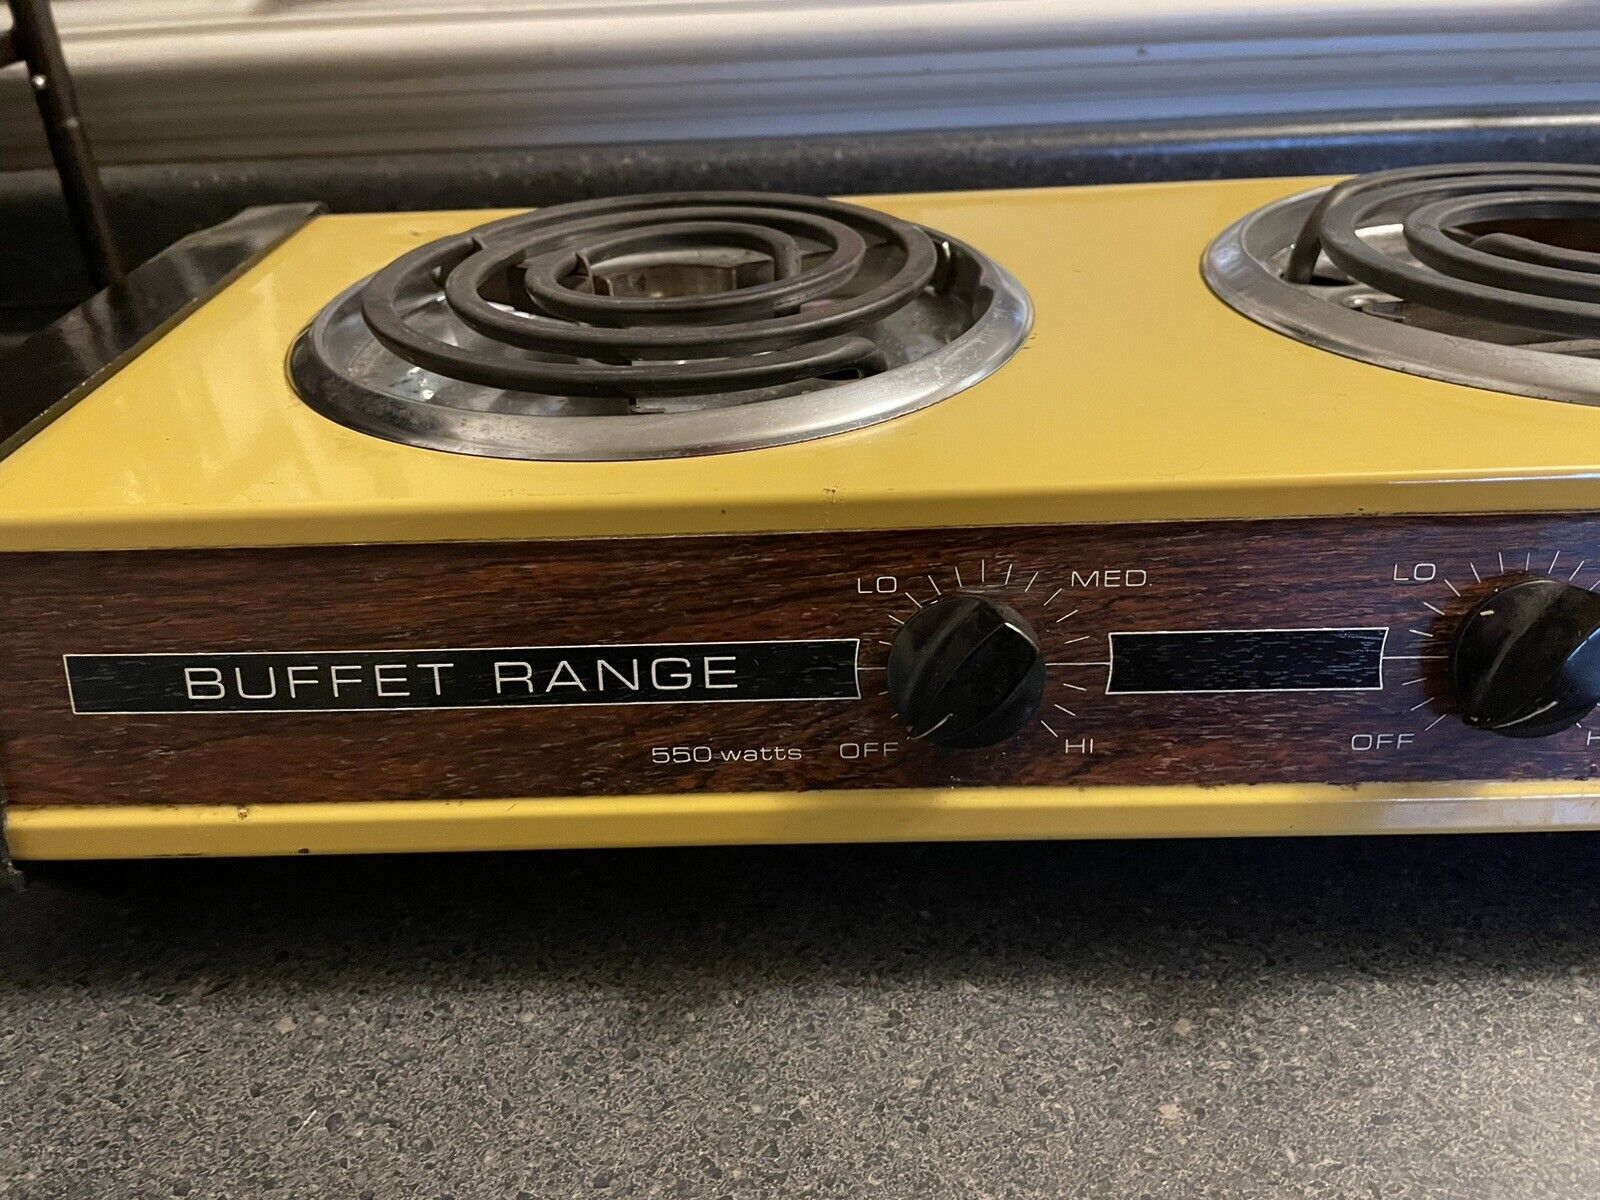 LO MED. LO
BUFFET RANGE
550 watts OFF HI OFF H